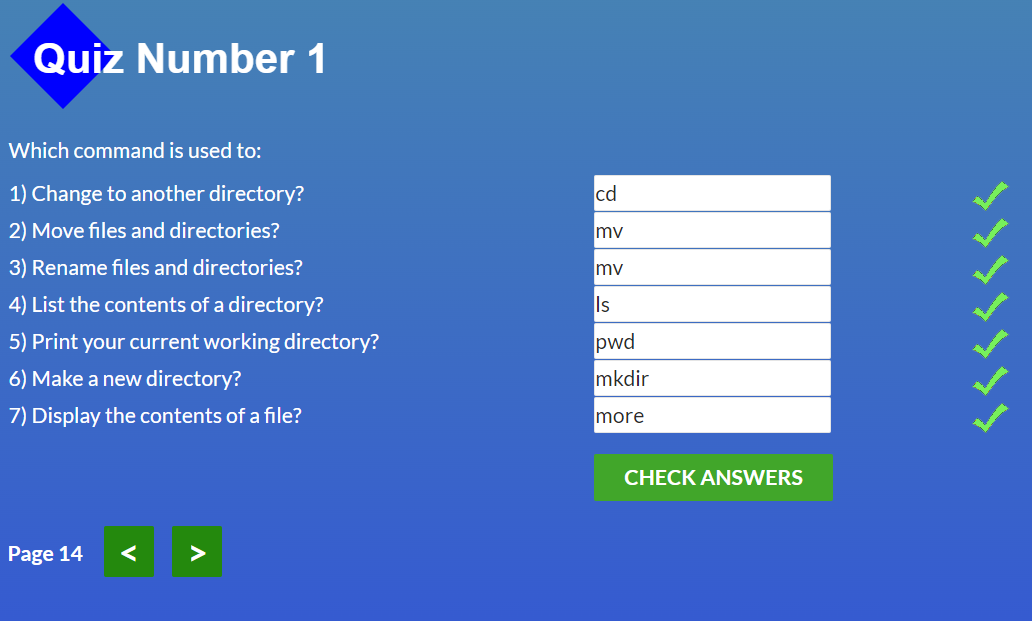 Quiz Number 1
Which command is used to:
1) Change to another directory? cd
2) Move files and directories? mv
3) Rename files and directories? mv
4) List the contents of a directory? ls
5) Print your current working directory? pwd
6) Make a new directory? mkdir
7) Display the contents of a file? more
CHECK ANSWERS
Page 14 < >